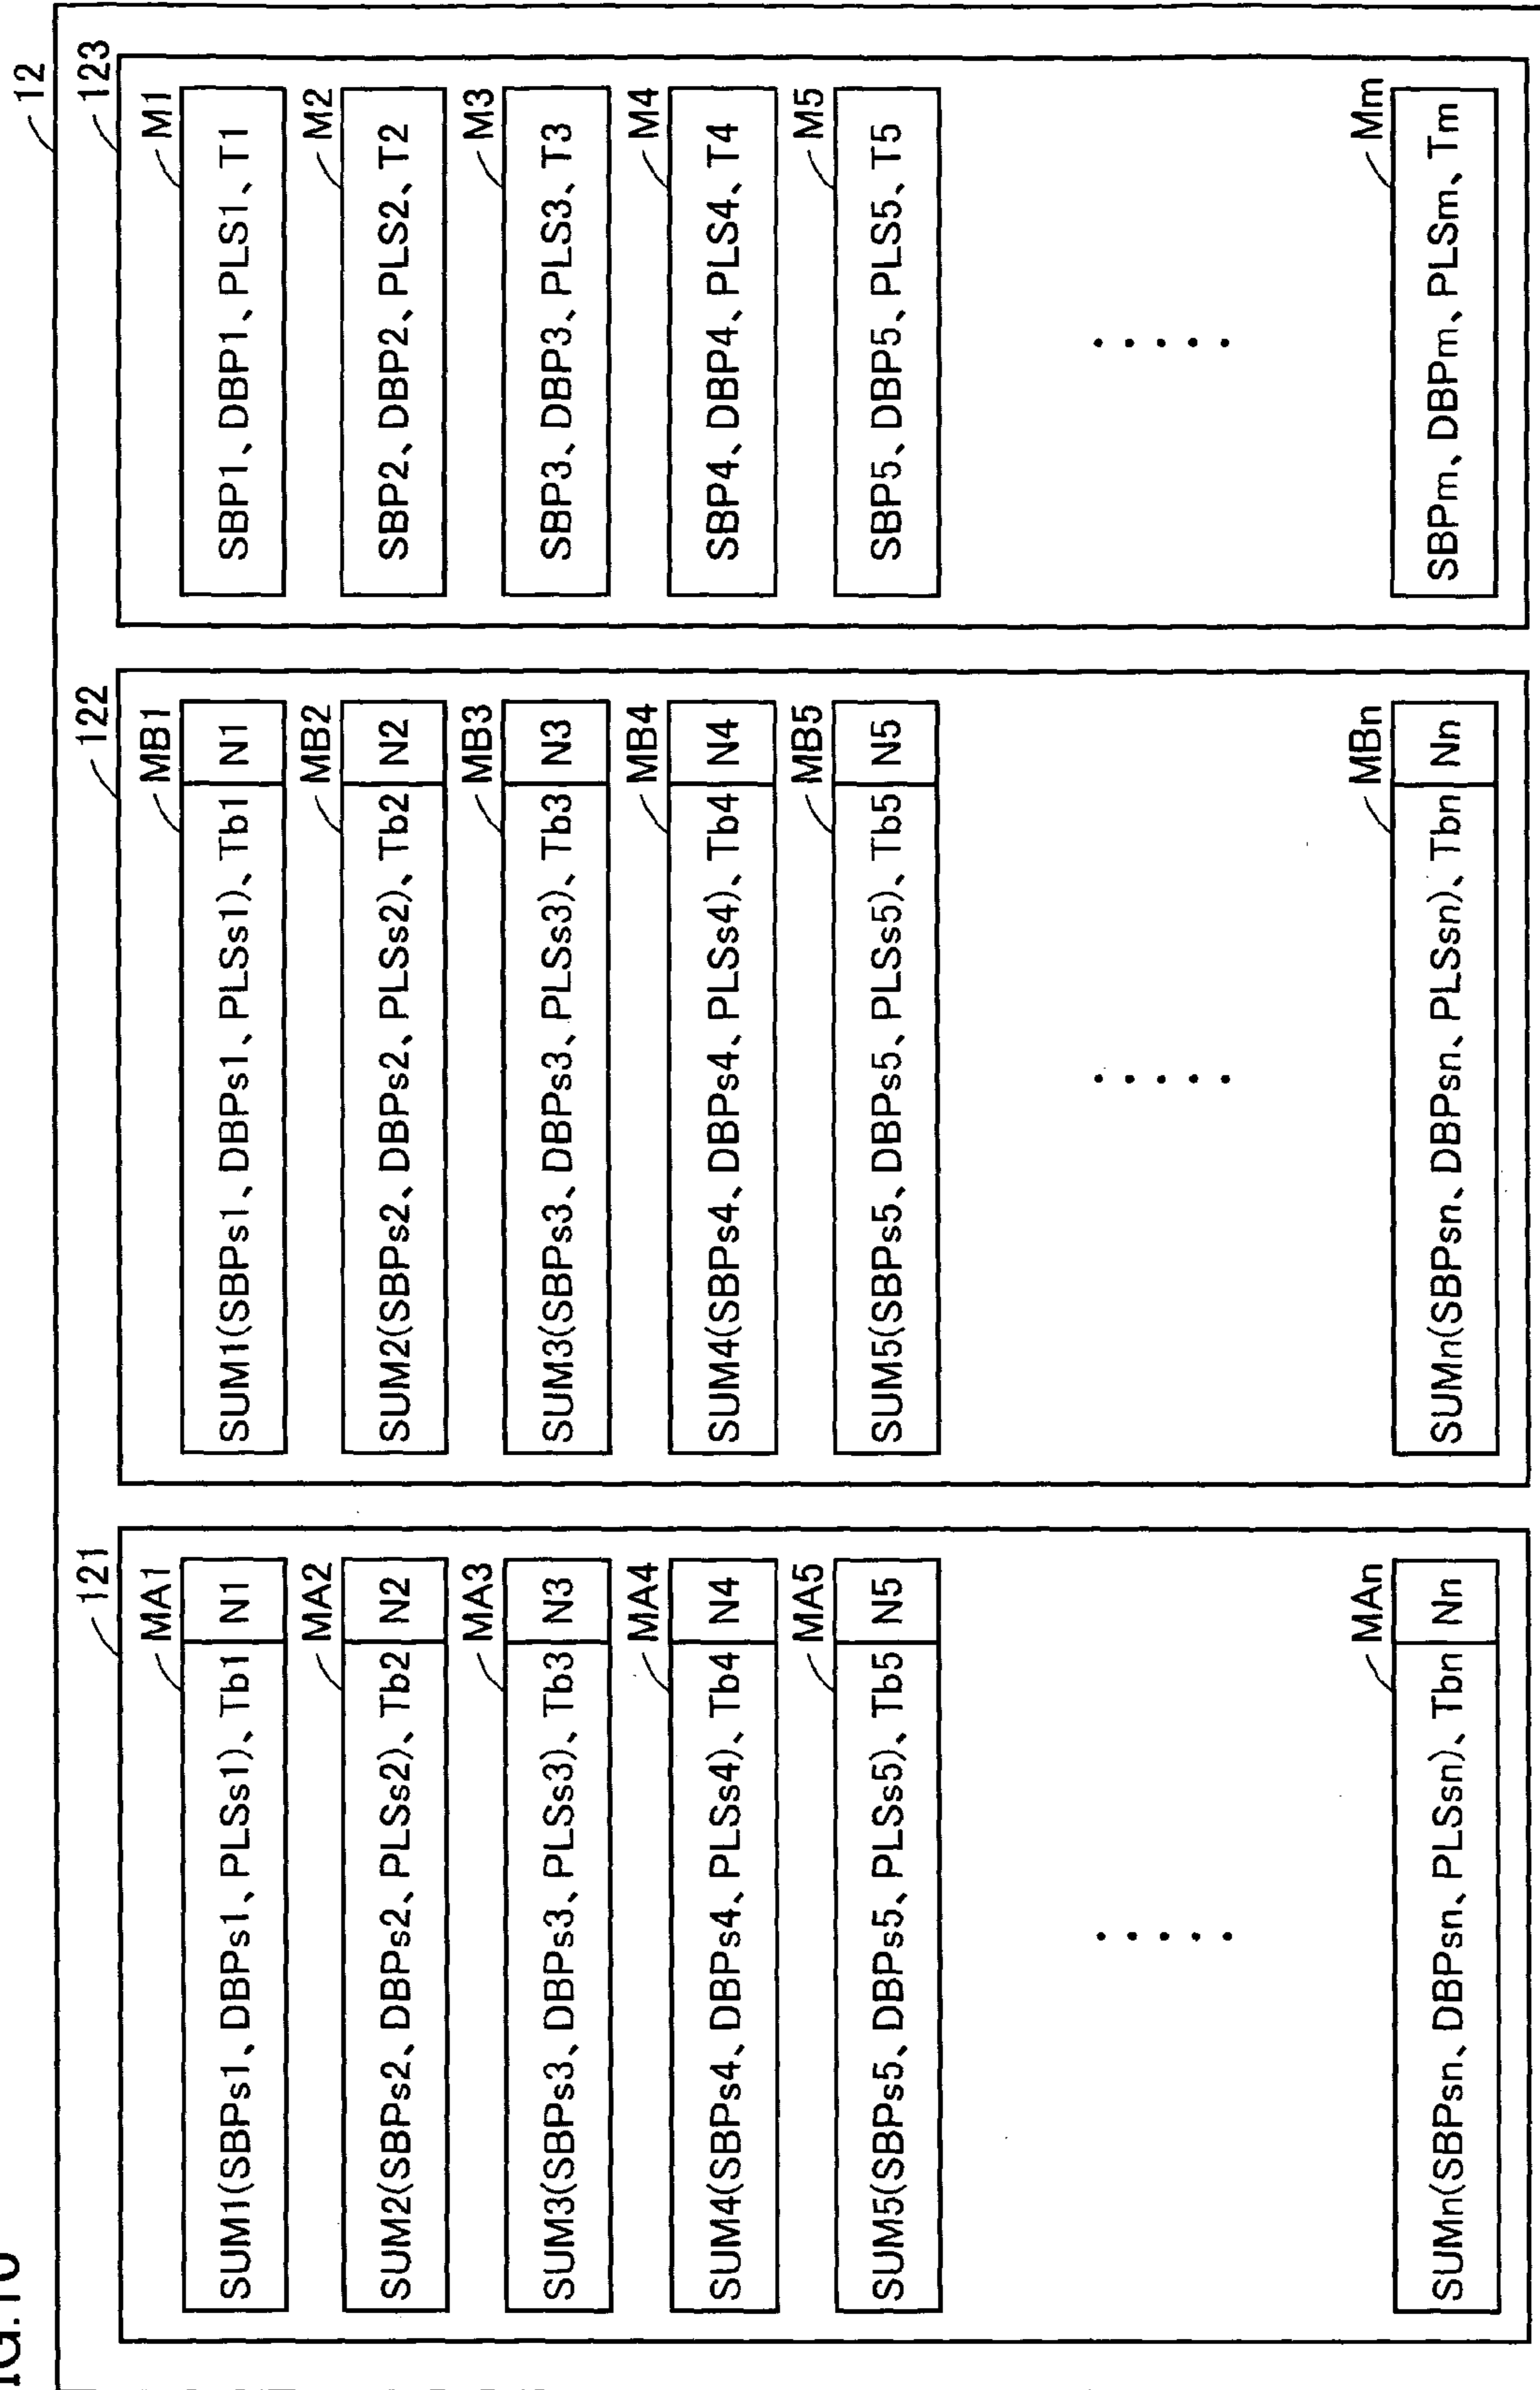 12
121
122
123
MA1
MB1
M1
SUM1(SBPs1、DBPs1、PLSs1)、Tb1 N1
SUM1(SBPs1、DBPs1、PLSs1)、Tb1 N1
SBP1、DBP1、PLS1、T1
MA2
MB2
M2
SUM2(SBPs2、DBPs2、PLSs2)、Tb2 N2
SUM2(SBPs2、DBPs2、PLSs2)、Tb2 N2
SBP2、DBP2、PLS2、T2
MA3
MB3
M3
SUM3(SBPs3、DBPs3、PLSs3)、Tb3 N3
SUM3(SBPs3、DBPs3、PLSs3)、Tb3 N3
SBP3、DBP3、PLS3、T3
MA4
MB4
M4
SUM4(SBPs4、DBPs4、PLSs4)、Tb4 N4
SUM4(SBPs4、DBPs4、PLSs4)、Tb4 N4
SBP4、DBP4、PLS4、T4
MA5
MB5
M5
SUM5(SBPs5、DBPs5、PLSs5)、Tb5 N5
SUM5(SBPs5、DBPs5、PLSs5)、Tb5 N5
SBP5、DBP5、PLS5、T5
MAn
MBn
Mm
SUMn(SBPsn、DBPsn、PLSsn)、Tbn Nn
SUMn(SBPsn、DBPsn、PLSsn)、Tbn Nn
SBPm、DBPm、PLSm、Tm